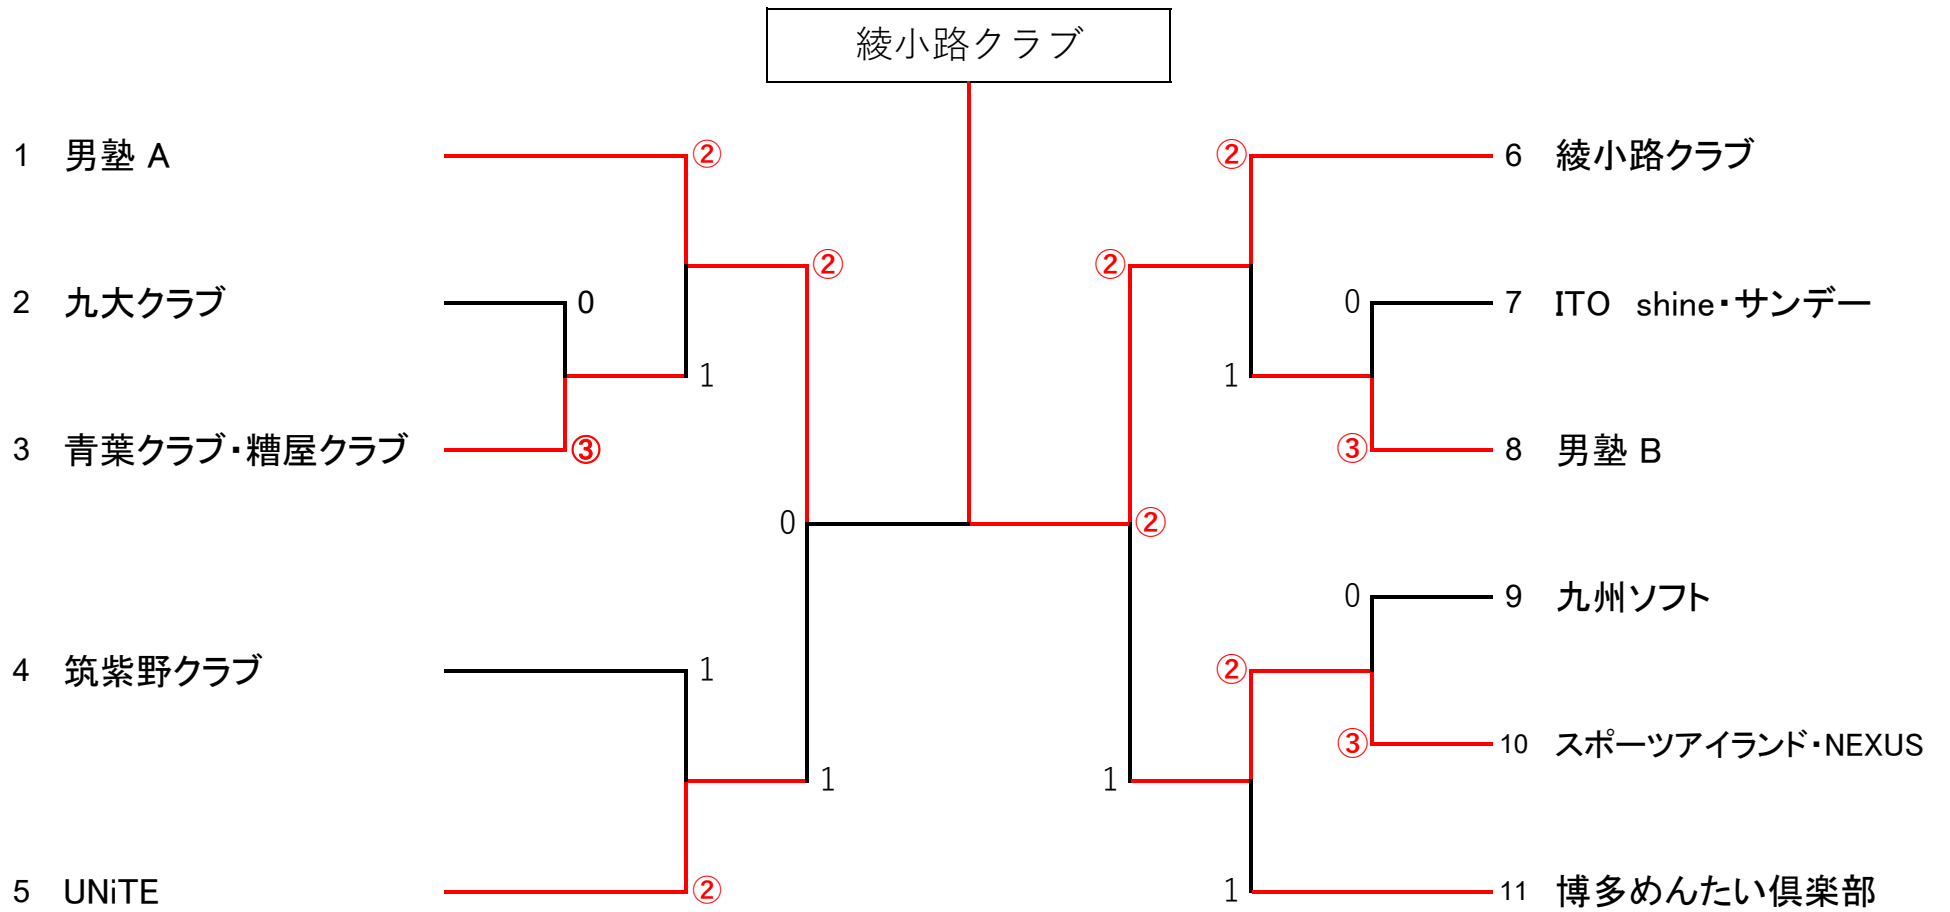 綾小路クラブ
1 男塾 A ② ② 6 綾小路クラブ
② ②
2 九大クラブ 0 0 7 ITO　shine・サンデー
1 1
3 青葉クラブ・糟屋クラブ ③ ③ 8 男塾 B
0 ②
0 9 九州ソフト
4 筑紫野クラブ 1 ②
③ 10 スポーツアイランド・NEXUS
1 1
5 UNiTE ② 1 11 博多めんたい倶楽部